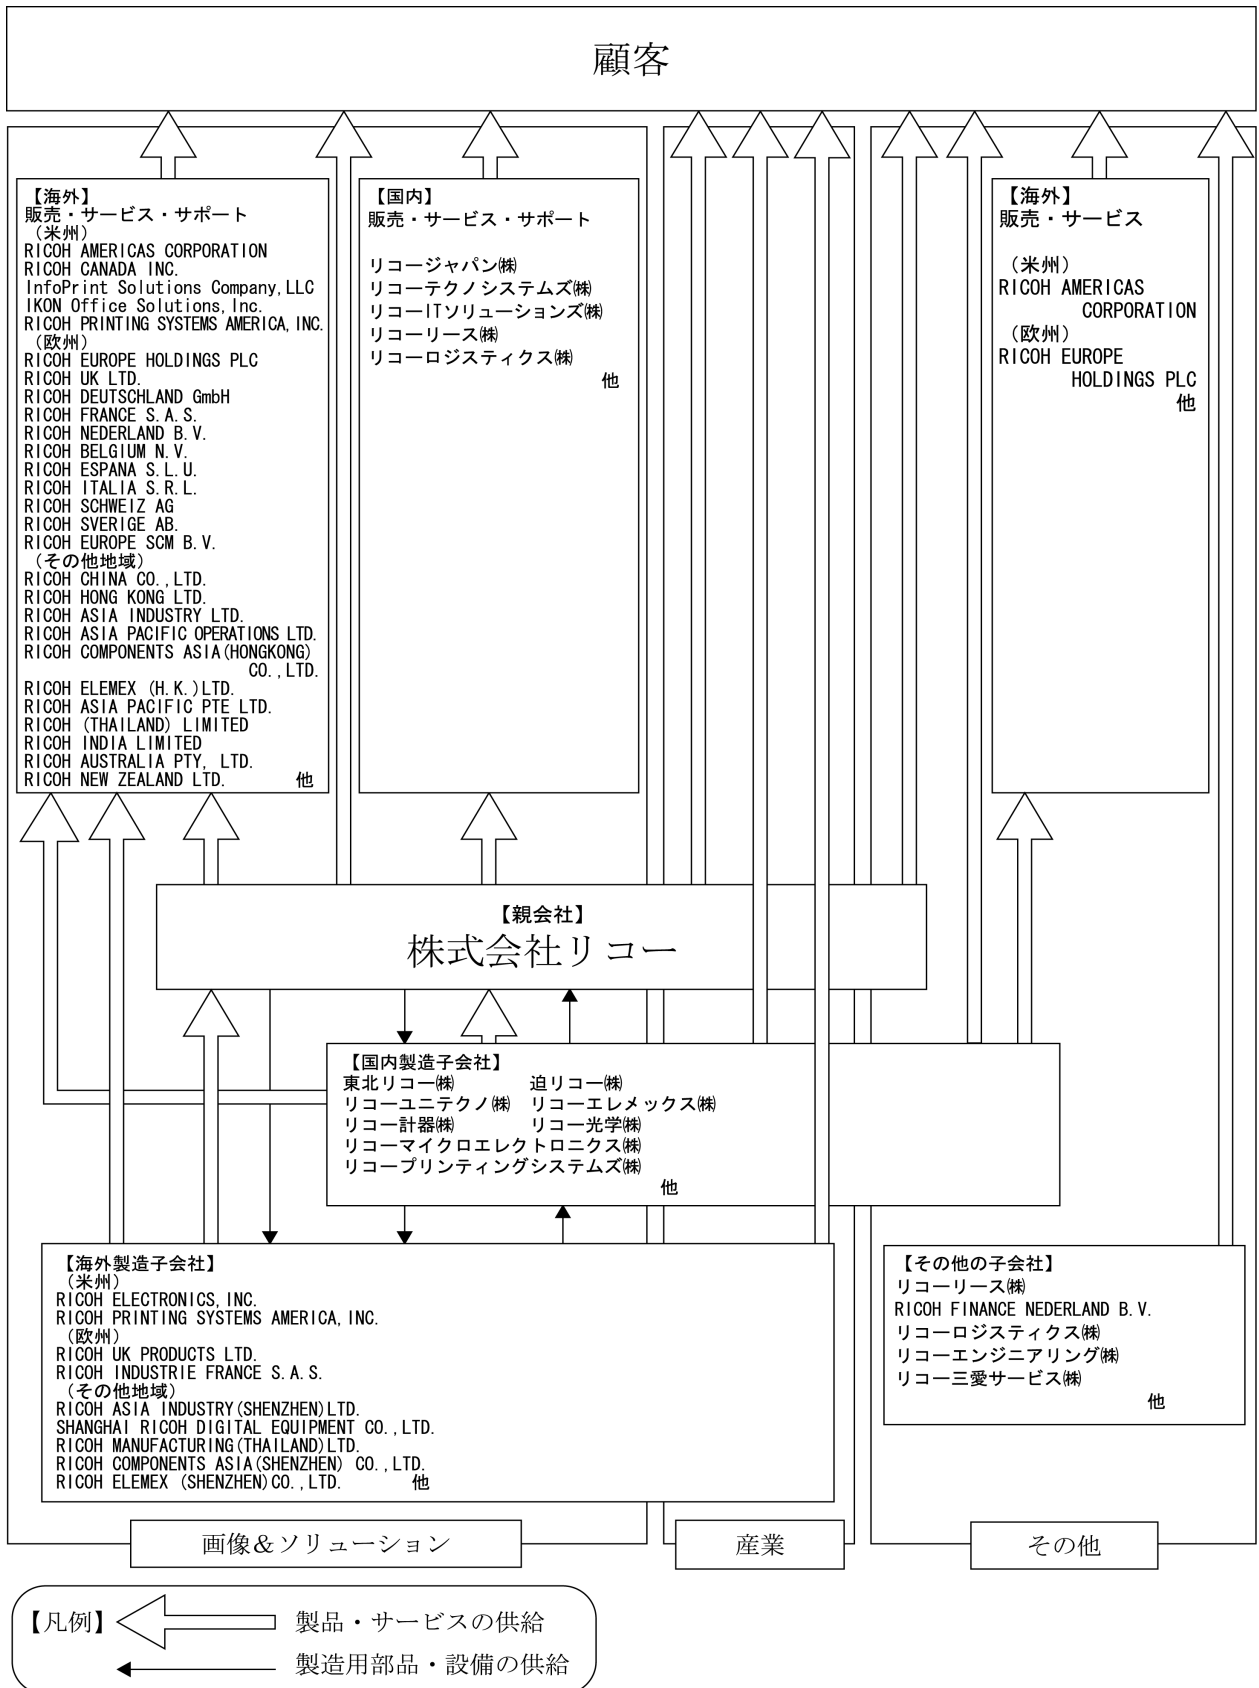 顧客
【海外】
販売・サービス・サポート
（米州）
RICOH AMERICAS CORPORATION
RICOH CANADA INC.
InfoPrint Solutions Company,LLC
IKON Office Solutions,Inc.
RICOH PRINTING SYSTEMS AMERICA,INC.
（欧州）
RICOH EUROPE HOLDINGS PLC
RICOH UK LTD.
RICOH DEUTSCHLAND GmbH
RICOH FRANCE S.A.S.
RICOH NEDERLAND B.V.
RICOH BELGIUM N.V.
RICOH ESPANA S.L.U.
RICOH ITALIA S.R.L.
RICOH SCHWEIZ AG
RICOH SVERIGE AB.
RICOH EUROPE SCM B.V.
（その他地域）
RICOH CHINA CO.,LTD.
RICOH HONG KONG LTD.
RICOH ASIA INDUSTRY LTD.
RICOH ASIA PACIFIC OPERATIONS LTD.
RICOH COMPONENTS ASIA(HONGKONG)
CO.,LTD.
RICOH ELEMEX (H.K.)LTD.
RICOH ASIA PACIFIC PTE LTD.
RICOH (THAILAND) LIMITED
RICOH INDIA LIMITED
RICOH AUSTRALIA PTY, LTD.
RICOH NEW ZEALAND LTD. 他
【国内】
販売・サービス・サポート
リコージャパン㈱
リコーテクノシステムズ㈱
リコーITソリューションズ㈱
リコーリース㈱
リコーロジスティクス㈱
他
【海外】
販売・サービス
（米州）
RICOH AMERICAS
CORPORATION
（欧州）
RICOH EUROPE
HOLDINGS PLC
他
【親会社】
株式会社リコー
【国内製造子会社】
東北リコー㈱ 迫リコー㈱
リコーユニテクノ㈱ リコーエレメックス㈱
リコー計器㈱ リコー光学㈱
リコーマイクロエレクトロニクス㈱
リコープリンティングシステムズ㈱
他
【海外製造子会社】
（米州）
RICOH ELECTRONICS,INC.
RICOH PRINTING SYSTEMS AMERICA,INC.
（欧州）
RICOH UK PRODUCTS LTD.
RICOH INDUSTRIE FRANCE S.A.S.
（その他地域）
RICOH ASIA INDUSTRY(SHENZHEN)LTD.
SHANGHAI RICOH DIGITAL EQUIPMENT CO.,LTD.
RICOH MANUFACTURING(THAILAND)LTD.
RICOH COMPONENTS ASIA(SHENZHEN) CO.,LTD.
RICOH ELEMEX (SHENZHEN)CO.,LTD. 他
【その他の子会社】
リコーリース㈱
RICOH FINANCE NEDERLAND B.V.
リコーロジスティクス㈱
リコーエンジニアリング㈱
リコー三愛サービス㈱
他
画像＆ソリューション
産業
その他
【凡例】 製品・サービスの供給
製造用部品・設備の供給